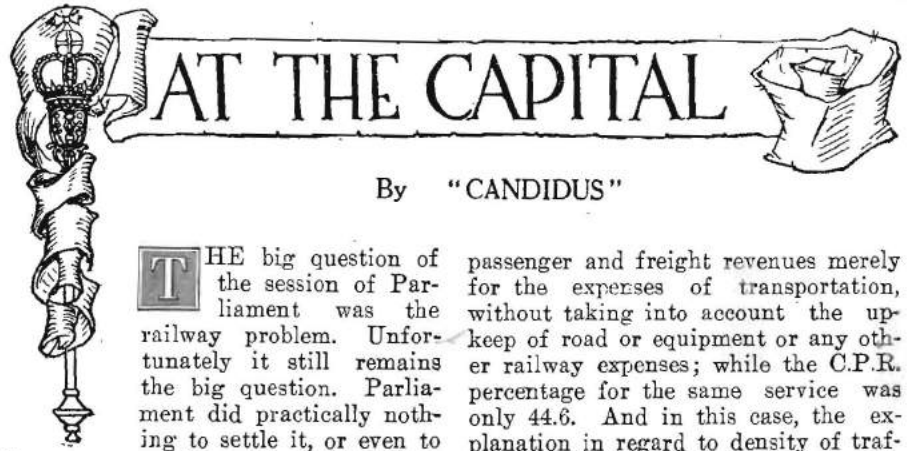 AT THE CAPITAL
By "CANDIDUS"
THE big question of
the session of Par-
liament was the
railway problem. Unfor-
tunately it still remains
the big question. Parlia-
ment did practically noth-
ing to settle it, or even to
passenger and freight revenues merely
for the expenses of transportation,
without taking into account the up-
keep of road or equipment or any oth-
er railway expenses; while the C.P.R.
percentage for the same service was
only 44.6. And in this case, the ex-
planation in regard to density of traf-